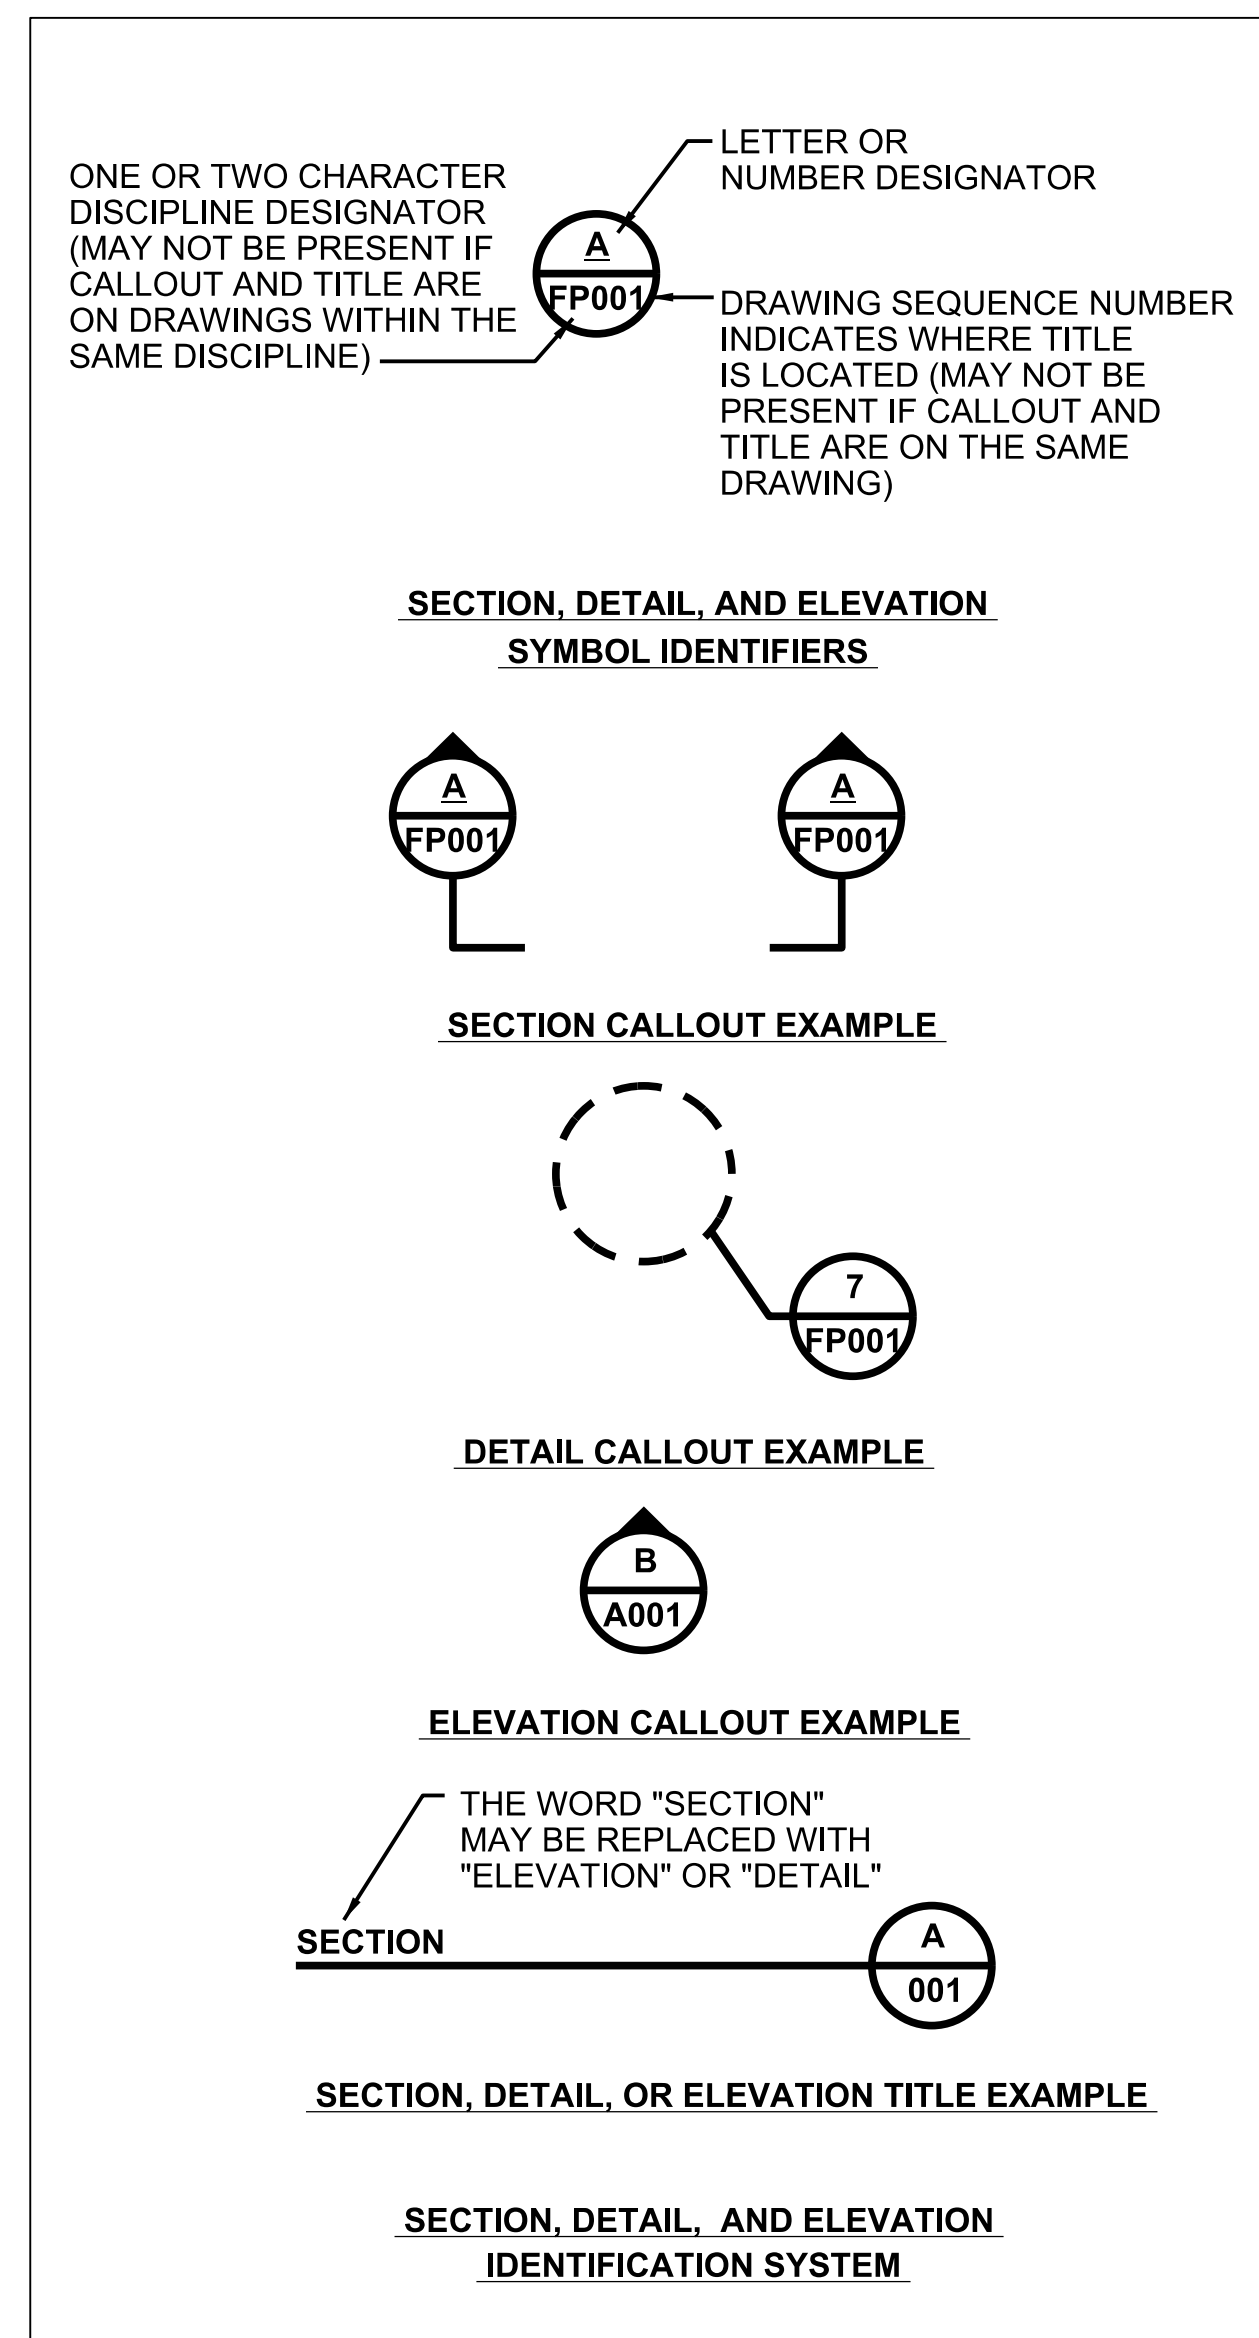 ONE OR TWO CHARACTER
DISCIPLINE DESIGNATOR
(MAY NOT BE PRESENT IF
CALLOUT AND TITLE ARE
ON DRAWINGS WITHIN THE
SAME DISCIPLINE)
A
FP001
LETTER OR
NUMBER DESIGNATOR
DRAWING SEQUENCE NUMBER
INDICATES WHERE TITLE
IS LOCATED (MAY NOT BE
PRESENT IF CALLOUT AND
TITLE ARE ON THE SAME
DRAWING)
SECTION, DETAIL, AND ELEVATION
SYMBOL IDENTIFIERS
A
FP001
A
FP001
SECTION CALLOUT EXAMPLE
7
FP001
DETAIL CALLOUT EXAMPLE
B
A001
ELEVATION CALLOUT EXAMPLE
THE WORD "SECTION"
MAY BE REPLACED WITH
"ELEVATION" OR "DETAIL"
SECTION
A
001
SECTION, DETAIL, OR ELEVATION TITLE EXAMPLE
SECTION, DETAIL, AND ELEVATION
IDENTIFICATION SYSTEM